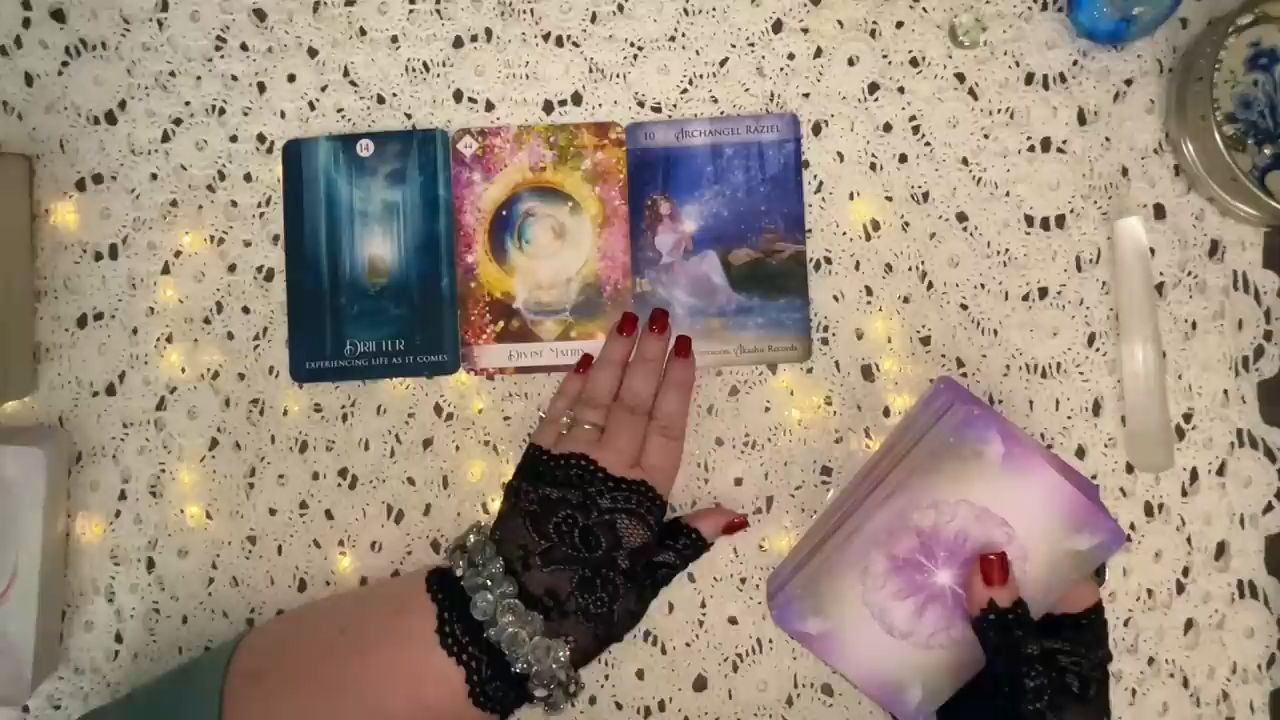 14
DRIFTER
EXPERIENCING LIFE AS IT COMES
44
DIVINE MATRIX
10 ARCHANGEL RAZIEL
Akashic Records